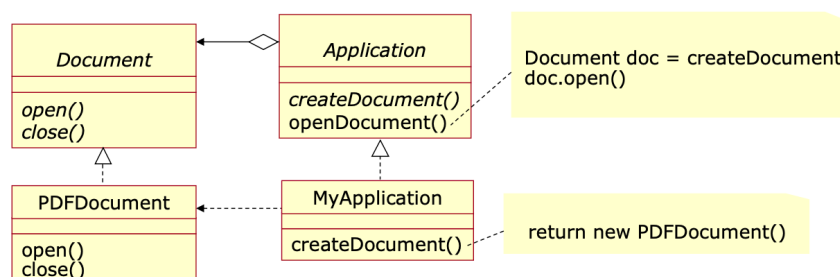 Document
open()
close()
Application
createDocument()
openDocument()
Document doc = createDocument
doc.open()
PDFDocument
open()
close()
MyApplication
createDocument()
return new PDFDocument()